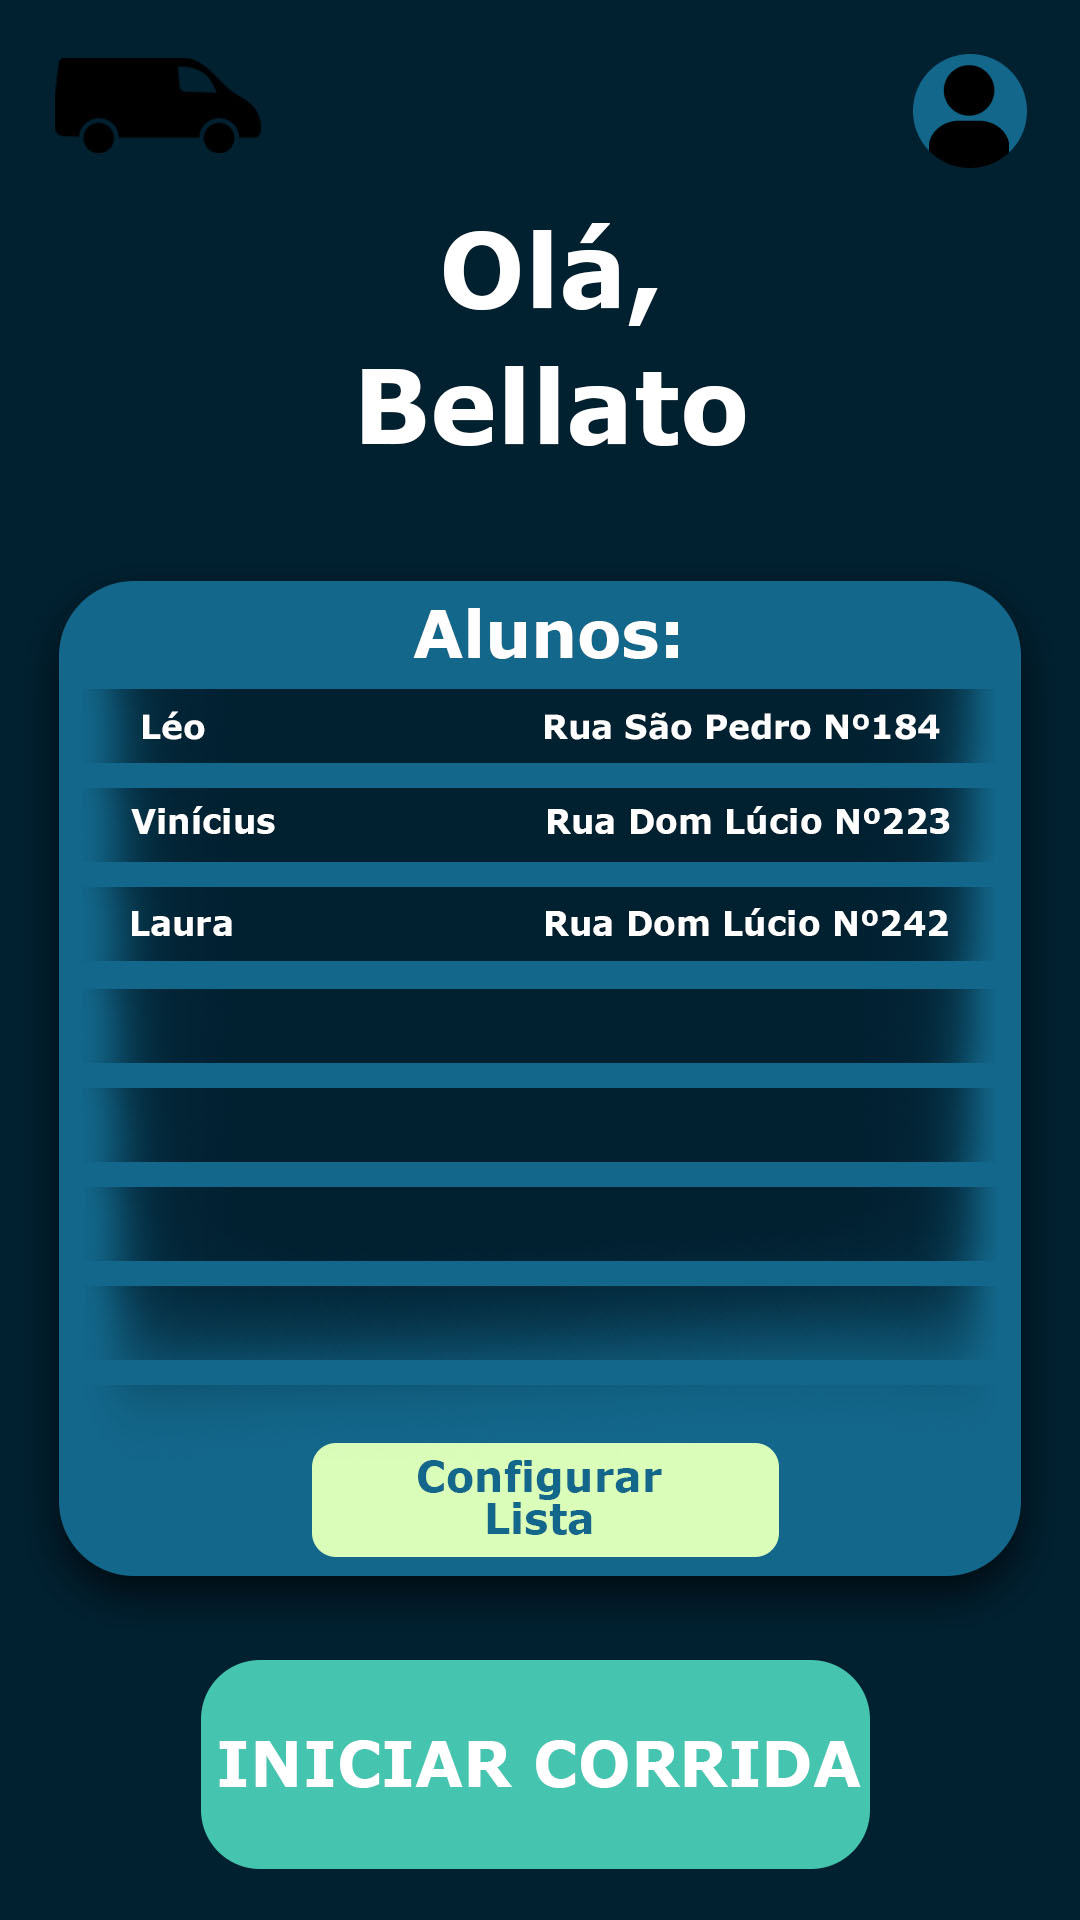 Olá,
Bellato
Alunos:
Léo Rua São Pedro Nº184
Vinícius Rua Dom Lúcio Nº223
Laura Rua Dom Lúcio Nº242
Configurar
Lista
INICIAR CORRIDA